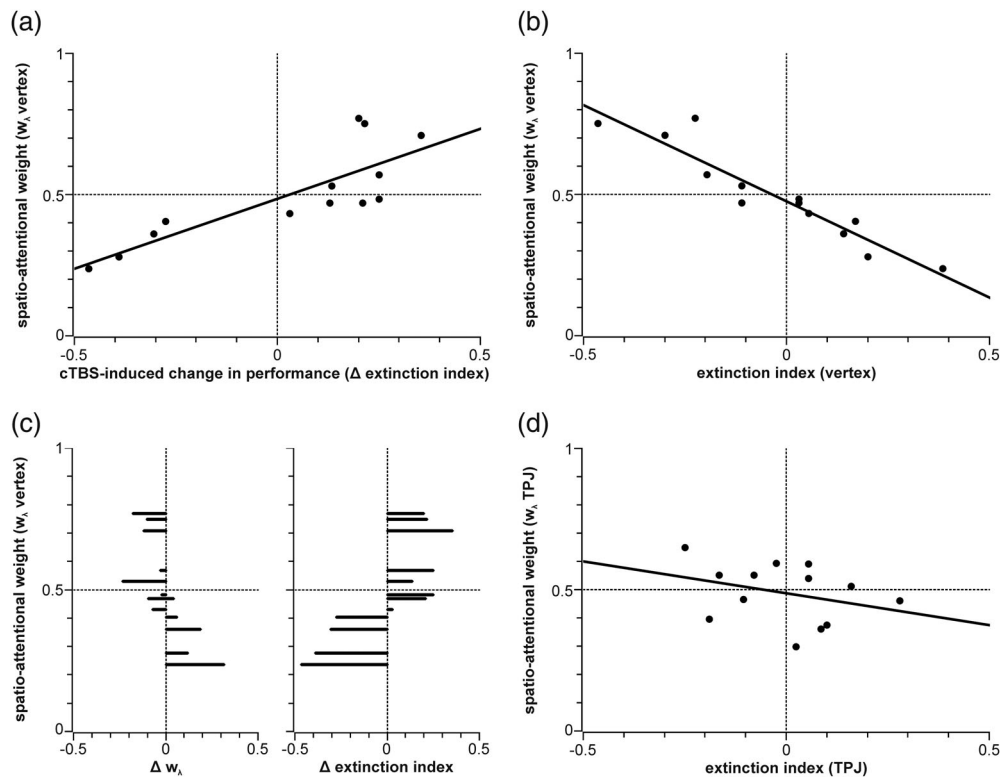 (a)
1
0.5
0
-0.5
0
0.5
spatio-attentional weight (wλ vertex)
cTBS-induced change in performance (Δ extinction index)
(b)
1
0.5
0
-0.5
0
0.5
spatio-attentional weight (wλ vertex)
extinction index (vertex)
(c)
1
0.5
0
-0.5
0
0.5
-0.5
0
0.5
spatio-attentional weight (wλ vertex)
Δ wλ
Δ extinction index
(d)
1
0.5
0
-0.5
0
0.5
spatio-attentional weight (wλ TPJ)
extinction index (TPJ)